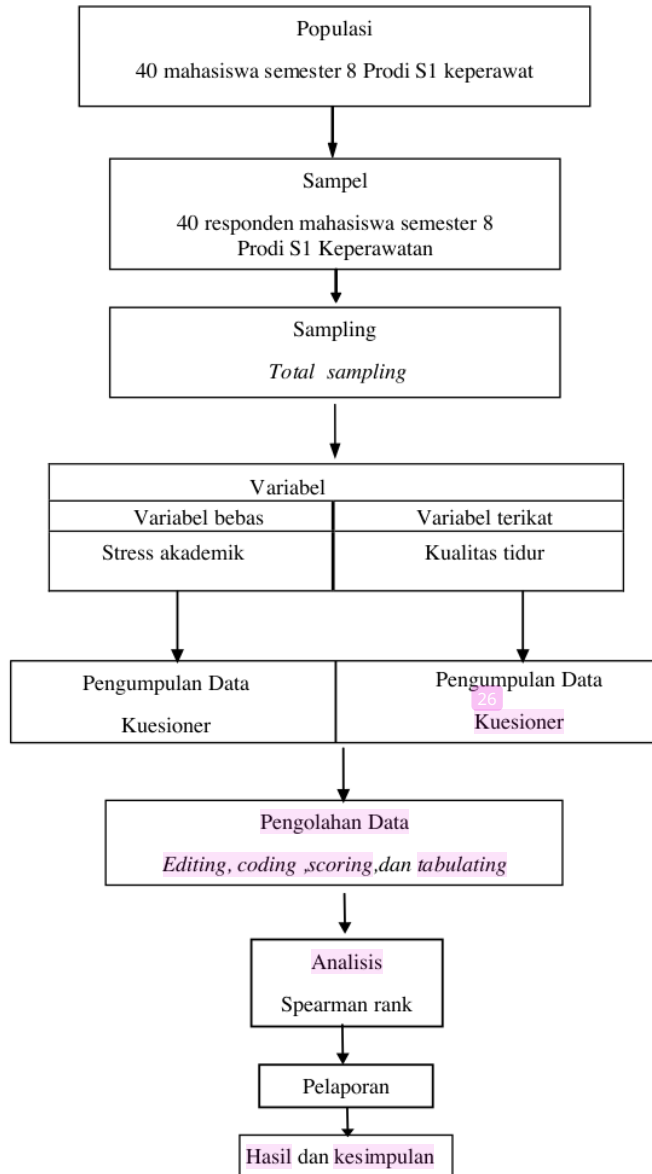 Populasi
40 mahasiswa semester 8 Prodi S1 keperawat
Sampel
40 responden mahasiswa semester 8
Prodi S1 Keperawatan
Sampling
Total sampling
Variabel
Variabel bebas
Variabel terikat
Stress akademik
Kualitas tidur
Pengumpulan Data
Kuesioner
Pengumpulan Data
26
Kuesioner
Pengolahan Data
Editing, coding ,scoring,dan tabulating
Analisis
Spearman rank
Pelaporan
Hasil dan kesimpulan